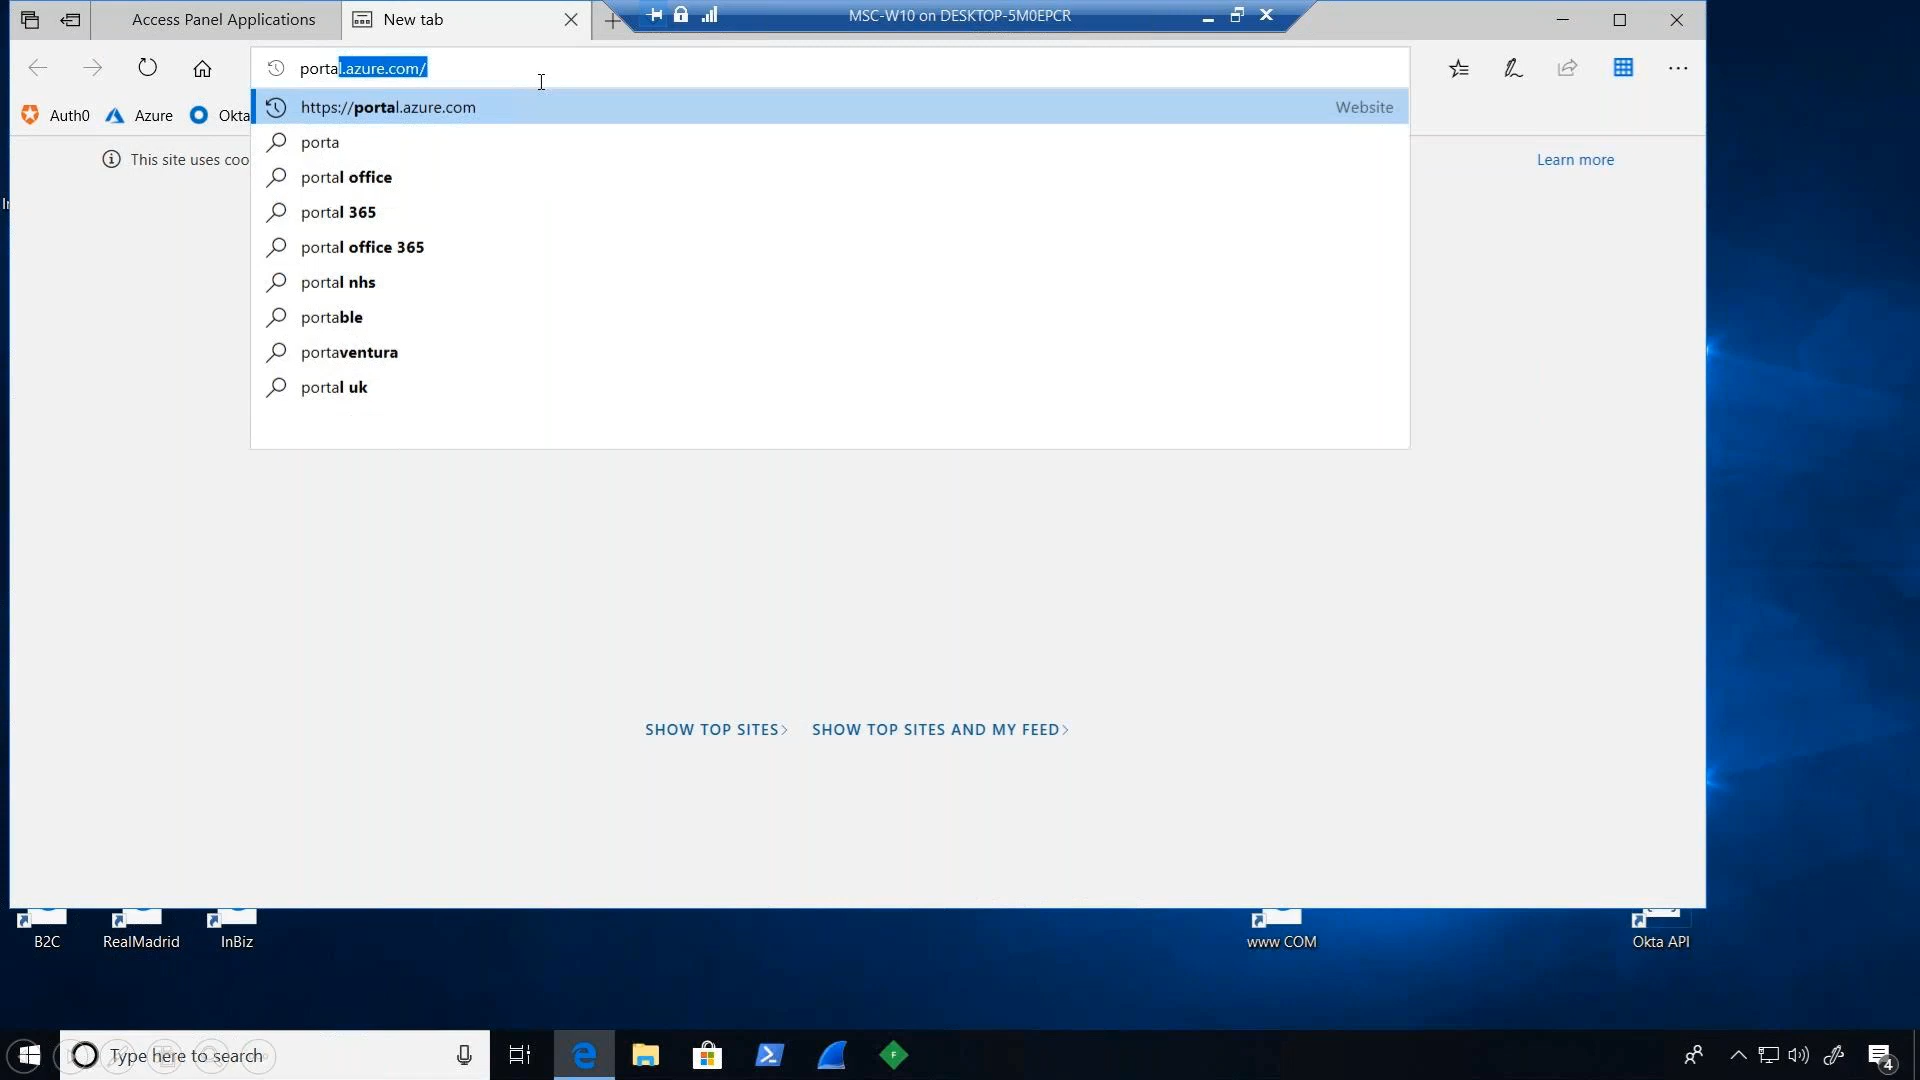 Access Panel Applications
New tab
MSC-W10 on DESKTOP-5M0EPCR
portal.azure.com/
https://portal.azure.com
Website
Auth0
Azure
Okta
porta
This site uses coo
Learn more
portal office
portal 365
portal office 365
portal nhs
portable
portaventura
portal uk
SHOW TOP SITES
SHOW TOP SITES AND MY FEED
B2C
RealMadrid
InBiz
www COM
Okta API
Type here to search
4